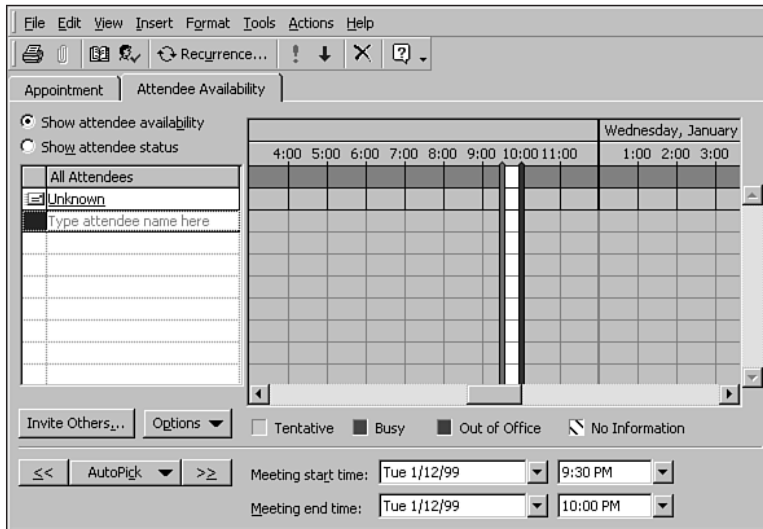 File Edit View Insert Format Tools Actions Help
Recurrence...
Appointment Attendee Availability
Show attendee availability
Show attendee status
Wednesday, January
4:00 5:00 6:00 7:00 8:00 9:00 10:00 11:00 1:00 2:00 3:00
All Attendees
Unknown
Type attendee name here
Invite Others... Options
Tentative Busy Out of Office No Information
<< AutoPick >>
Meeting start time: Tue 1/12/99 9:30 PM
Meeting end time: Tue 1/12/99 10:00 PM